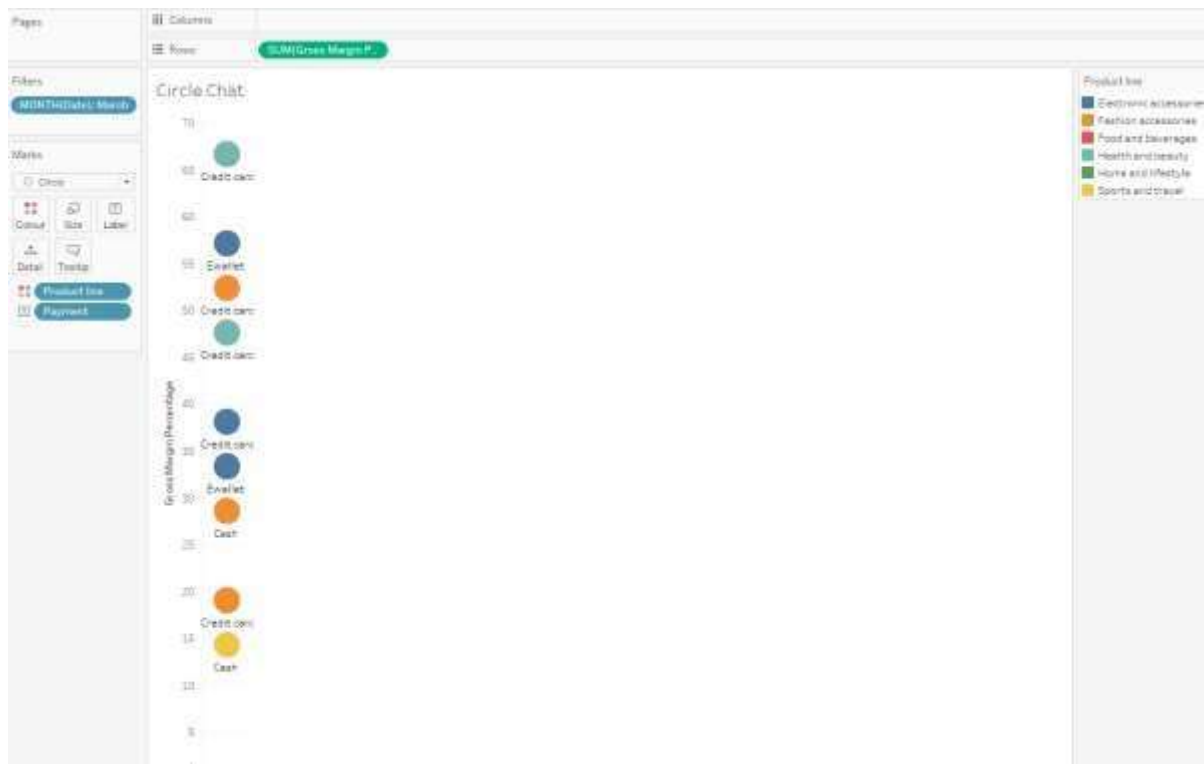 Pages
Columns
Rows
SUM(Gross Margin P..
Filters
MONTH(Date): March
Marks
Circle
Colour
Size
Label
Detail
Tooltip
Product line
Payment
Circle Chat
Gross Margin Percentage
70
65
60
55
50
45
40
35
30
25
20
15
10
5
Credit card
Ewallet
Credit card
Credit card
Credit card
Ewallet
Cash
Credit card
Cash
Product line
Electronic accessories
Fashion accessories
Food and beverages
Health and beauty
Home and lifestyle
Sports and travel